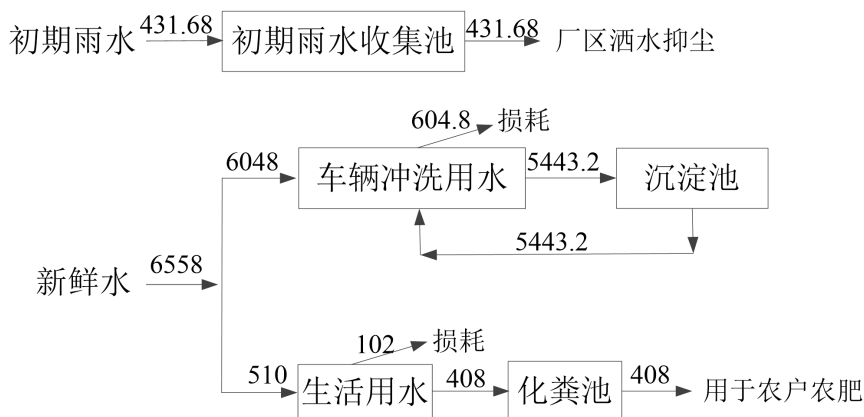 初期雨水 431.68 初期雨水收集池 431.68 厂区洒水抑尘
604.8 损耗
6048 车辆冲洗用水 5443.2 沉淀池
5443.2
新鲜水 6558
102 损耗
510 生活用水 408 化粪池 408 用于农户农肥